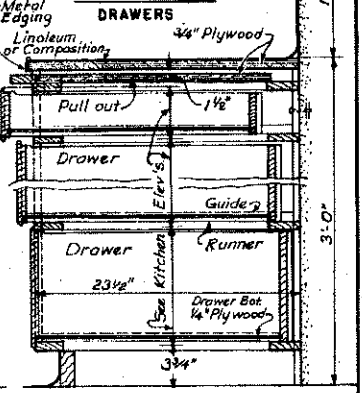 DRAWERS
Metal
Edging
Linoleum
or Composition
3/4" Plywood
Pull out
1 1/2"
Drawer
Guide
Drawer
Runner
See Kitchen Elev's.
3'-0"
23 1/2"
Drawer Bot.
1/4" Plywood
3 3/4"